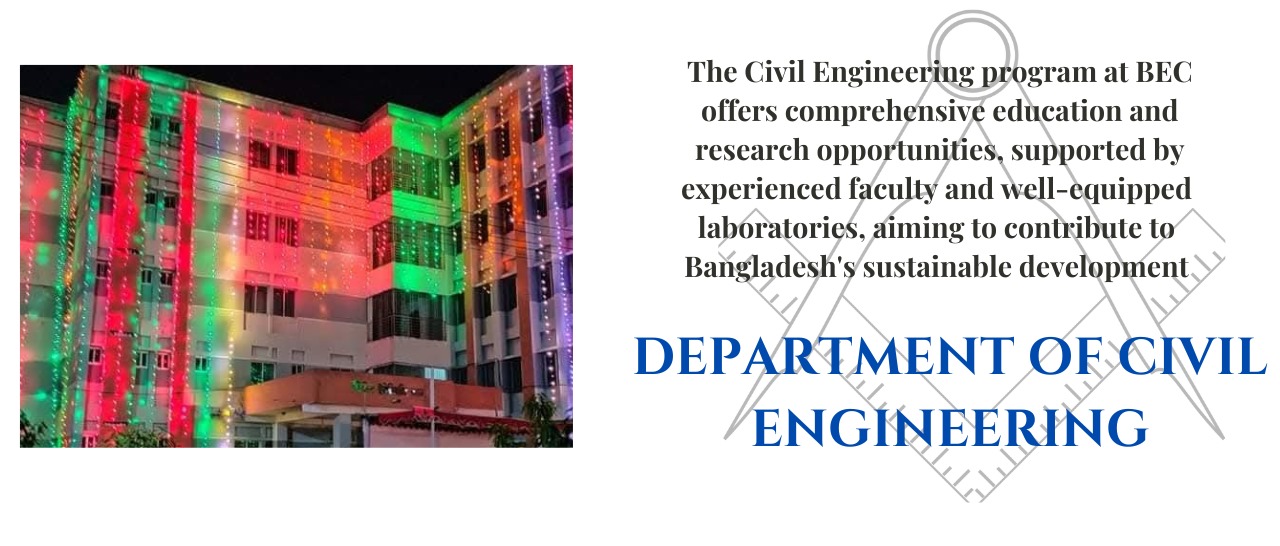 The Civil Engineering program at BEC
offers comprehensive education and
research opportunities, supported by
experienced faculty and well-equipped
laboratories, aiming to contribute to
Bangladesh's sustainable development
DEPARTMENT OF CIVIL
ENGINEERING